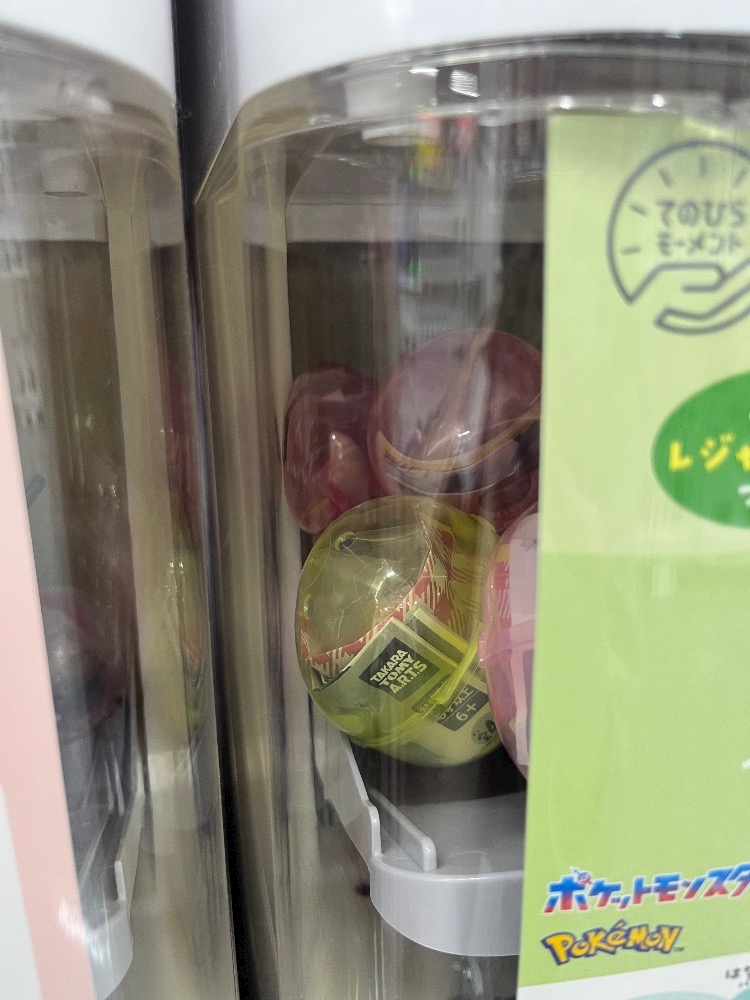 てのひら
モーメント
レジャ
TAKARA
TOMY
A.R.T.S
6+
ポケットモンスタ
POKéMON
は